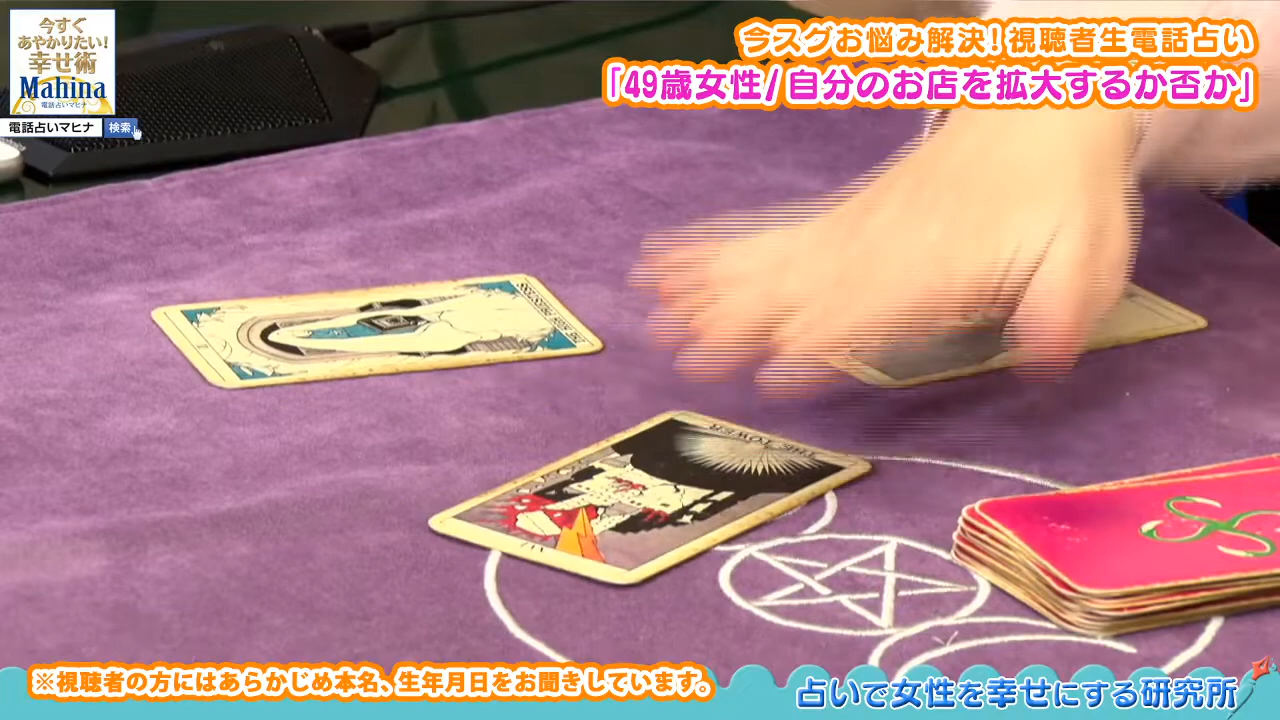 今すぐ
あやかりたい!
幸せ術
Mahina
電話占いマヒナ
電話占いマヒナ 検索
今スグお悩み解決!視聴者生電話占い
「49歳女性/自分のお店を拡大するか否か」
THE TOWER
※視聴者の方にはあらかじめ本名、生年月日をお聞きしています。
占いで女性を幸せにする研究所